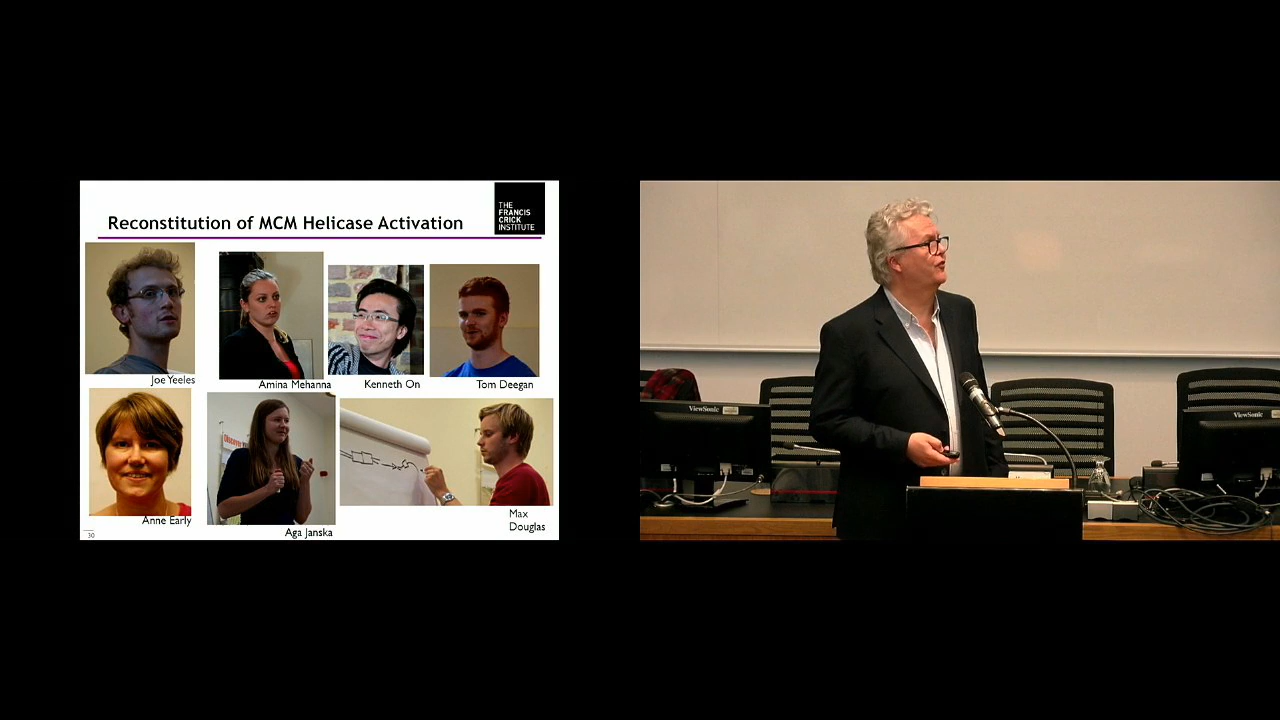 Reconstitution of MCM Helicase Activation
THE
FRANCIS
CRICK
INSTITUTE
Joe Yeeles
Amina Mehanna
Kenneth On
Tom Deegan
Anne Early
Aga Janska
Max
Douglas
30
ViewSonic
ViewSonic